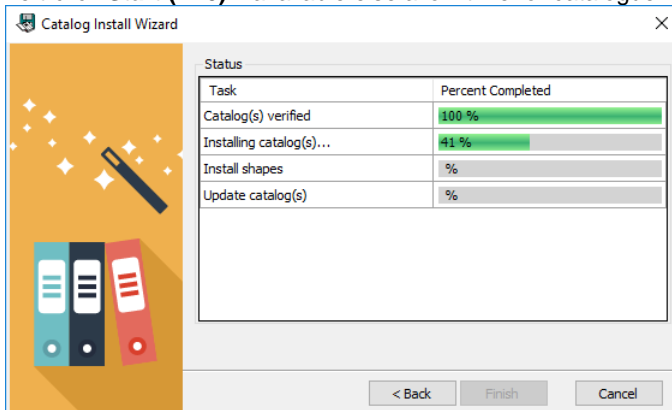 Start (
Catalog Install Wizard
Status
Task Percent Completed
Catalog(s) verified 100 %
Installing catalog(s)... 41 %
Install shapes %
Update catalog(s) %
< Back Finish Cancel